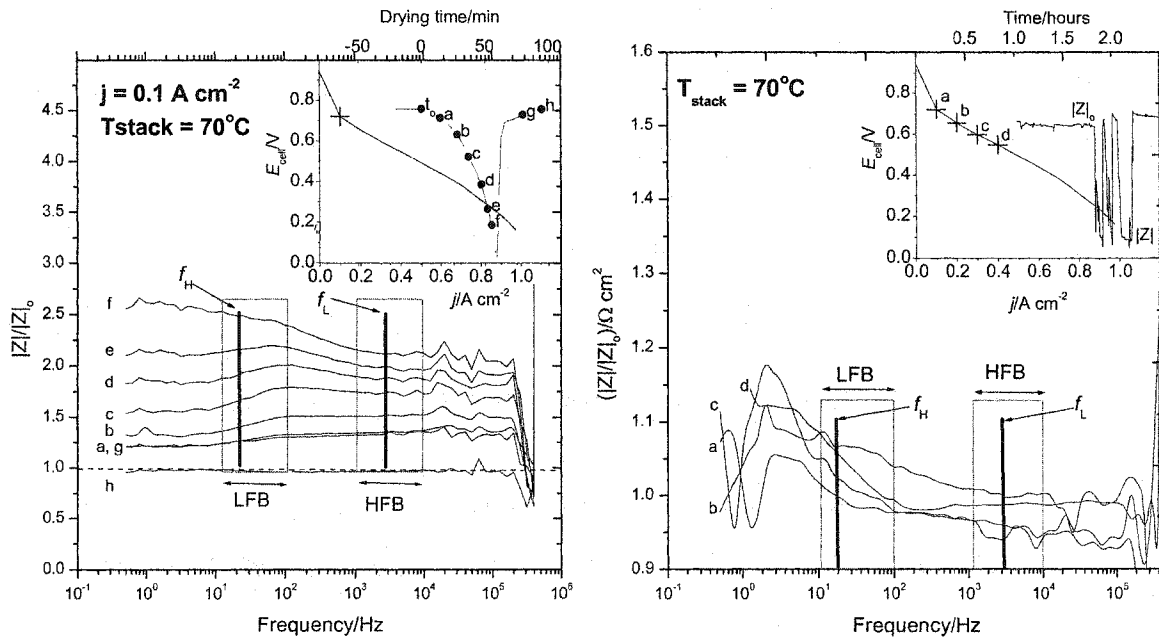 Drying time/min
-50 0 50 100
j = 0.1 A cm-2
Tstack = 70°C
4.5
4.0
3.5
3.0
2.5
2.0
1.5
1.0
0.5
0.0
|Z|/|Z|o
0.8
0.6
0.4
0.2
0.0
Ecell/V
to a b c d e f g h
0.0 0.2 0.4 0.6 0.8 1.0
j/A cm-2
fH
fL
f
e
d
c
b
a, g
h
LFB
HFB
10-1 100 101 102 103 104 105 106
Frequency/Hz
Time/hours
0.6 1.2 1.8 2.0
Tstack = 70°C
1.6
1.5
1.4
1.3
1.2
1.1
1.0
0.9
(|Z|/|Z|o)/Ω cm2
0.8
0.6
0.4
0.2
0.0
Ecell/V
a
b
c
d
|Z|o
|Z|
0.0 0.2 0.4 0.6 0.8 1.0
j/A cm-2
LFB
HFB
fH
fL
d
c
a
b
10-1 100 101 102 103 104 105
Frequency/Hz